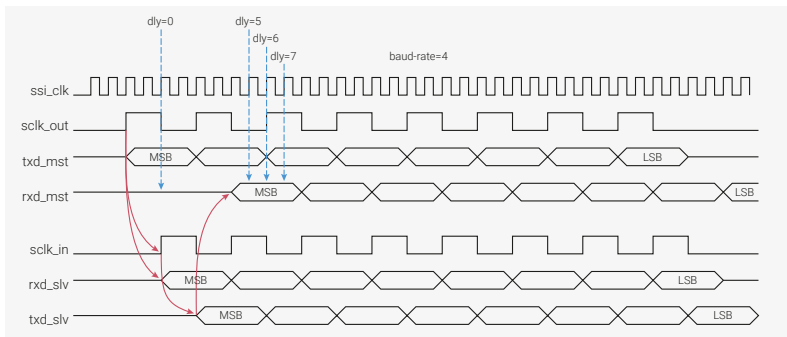 dly=0
dly=5
dly=6
dly=7
baud-rate=4
ssi_clk
sclk_out
txd_mst
MSB
LSB
rxd_mst
MSB
LSB
sclk_in
rxd_slv
MSB
LSB
txd_slv
MSB
LSB